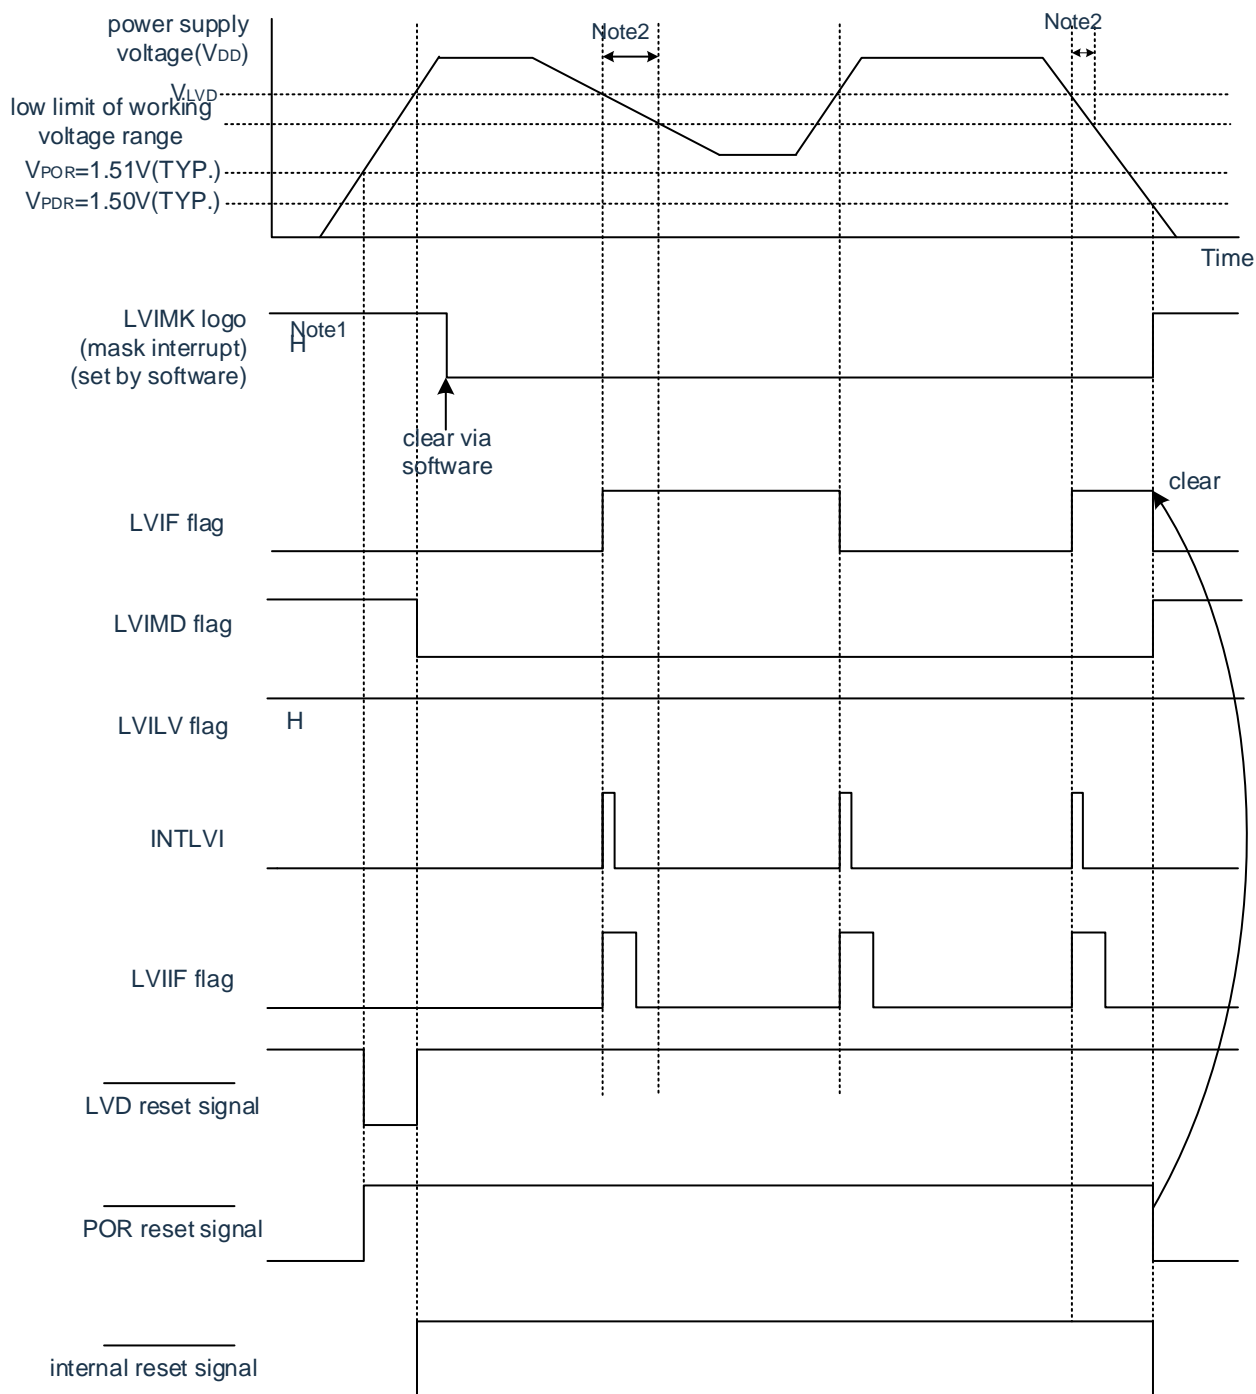 power supply
voltage(VDD)
Note2
Note2
VLVD
low limit of working
voltage range
VPOR=1.51V(TYP.)
VPDR=1.50V(TYP.)
Time
LVIMK logo
(mask interrupt)
(set by software)
Note1
H
clear via
software
clear
LVIF flag
LVIMD flag
LVILV flag
H
INTLVI
LVIIF flag
LVD reset signal
POR reset signal
internal reset signal